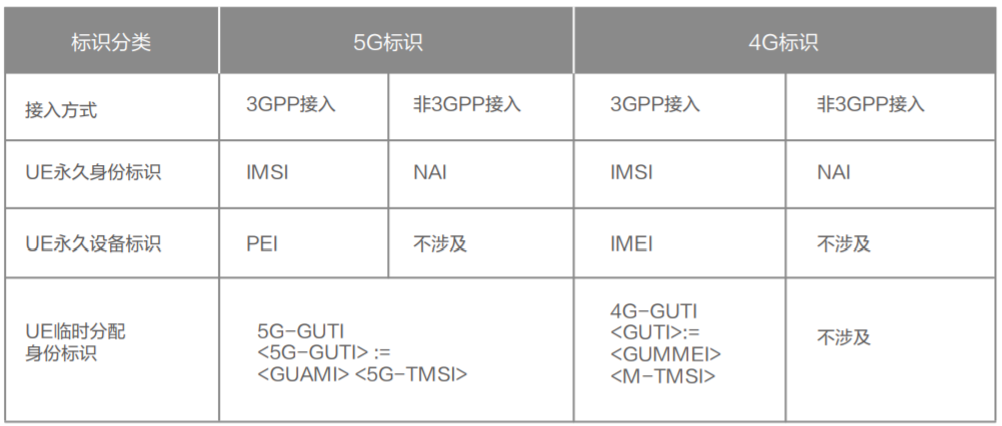 标识分类 5G标识 4G标识
接入方式 3GPP接入 非3GPP接入 3GPP接入 非3GPP接入
UE永久身份标识 IMSI NAI IMSI NAI
UE永久设备标识 PEI 不涉及 IMEI 不涉及
UE临时分配
身份标识
5G-GUTI
<5G-GUTI> :=
<GUAMI> <5G-TMSI>
4G-GUTI
<GUTI>:=
<GUMMEI>
<M-TMSI>
不涉及